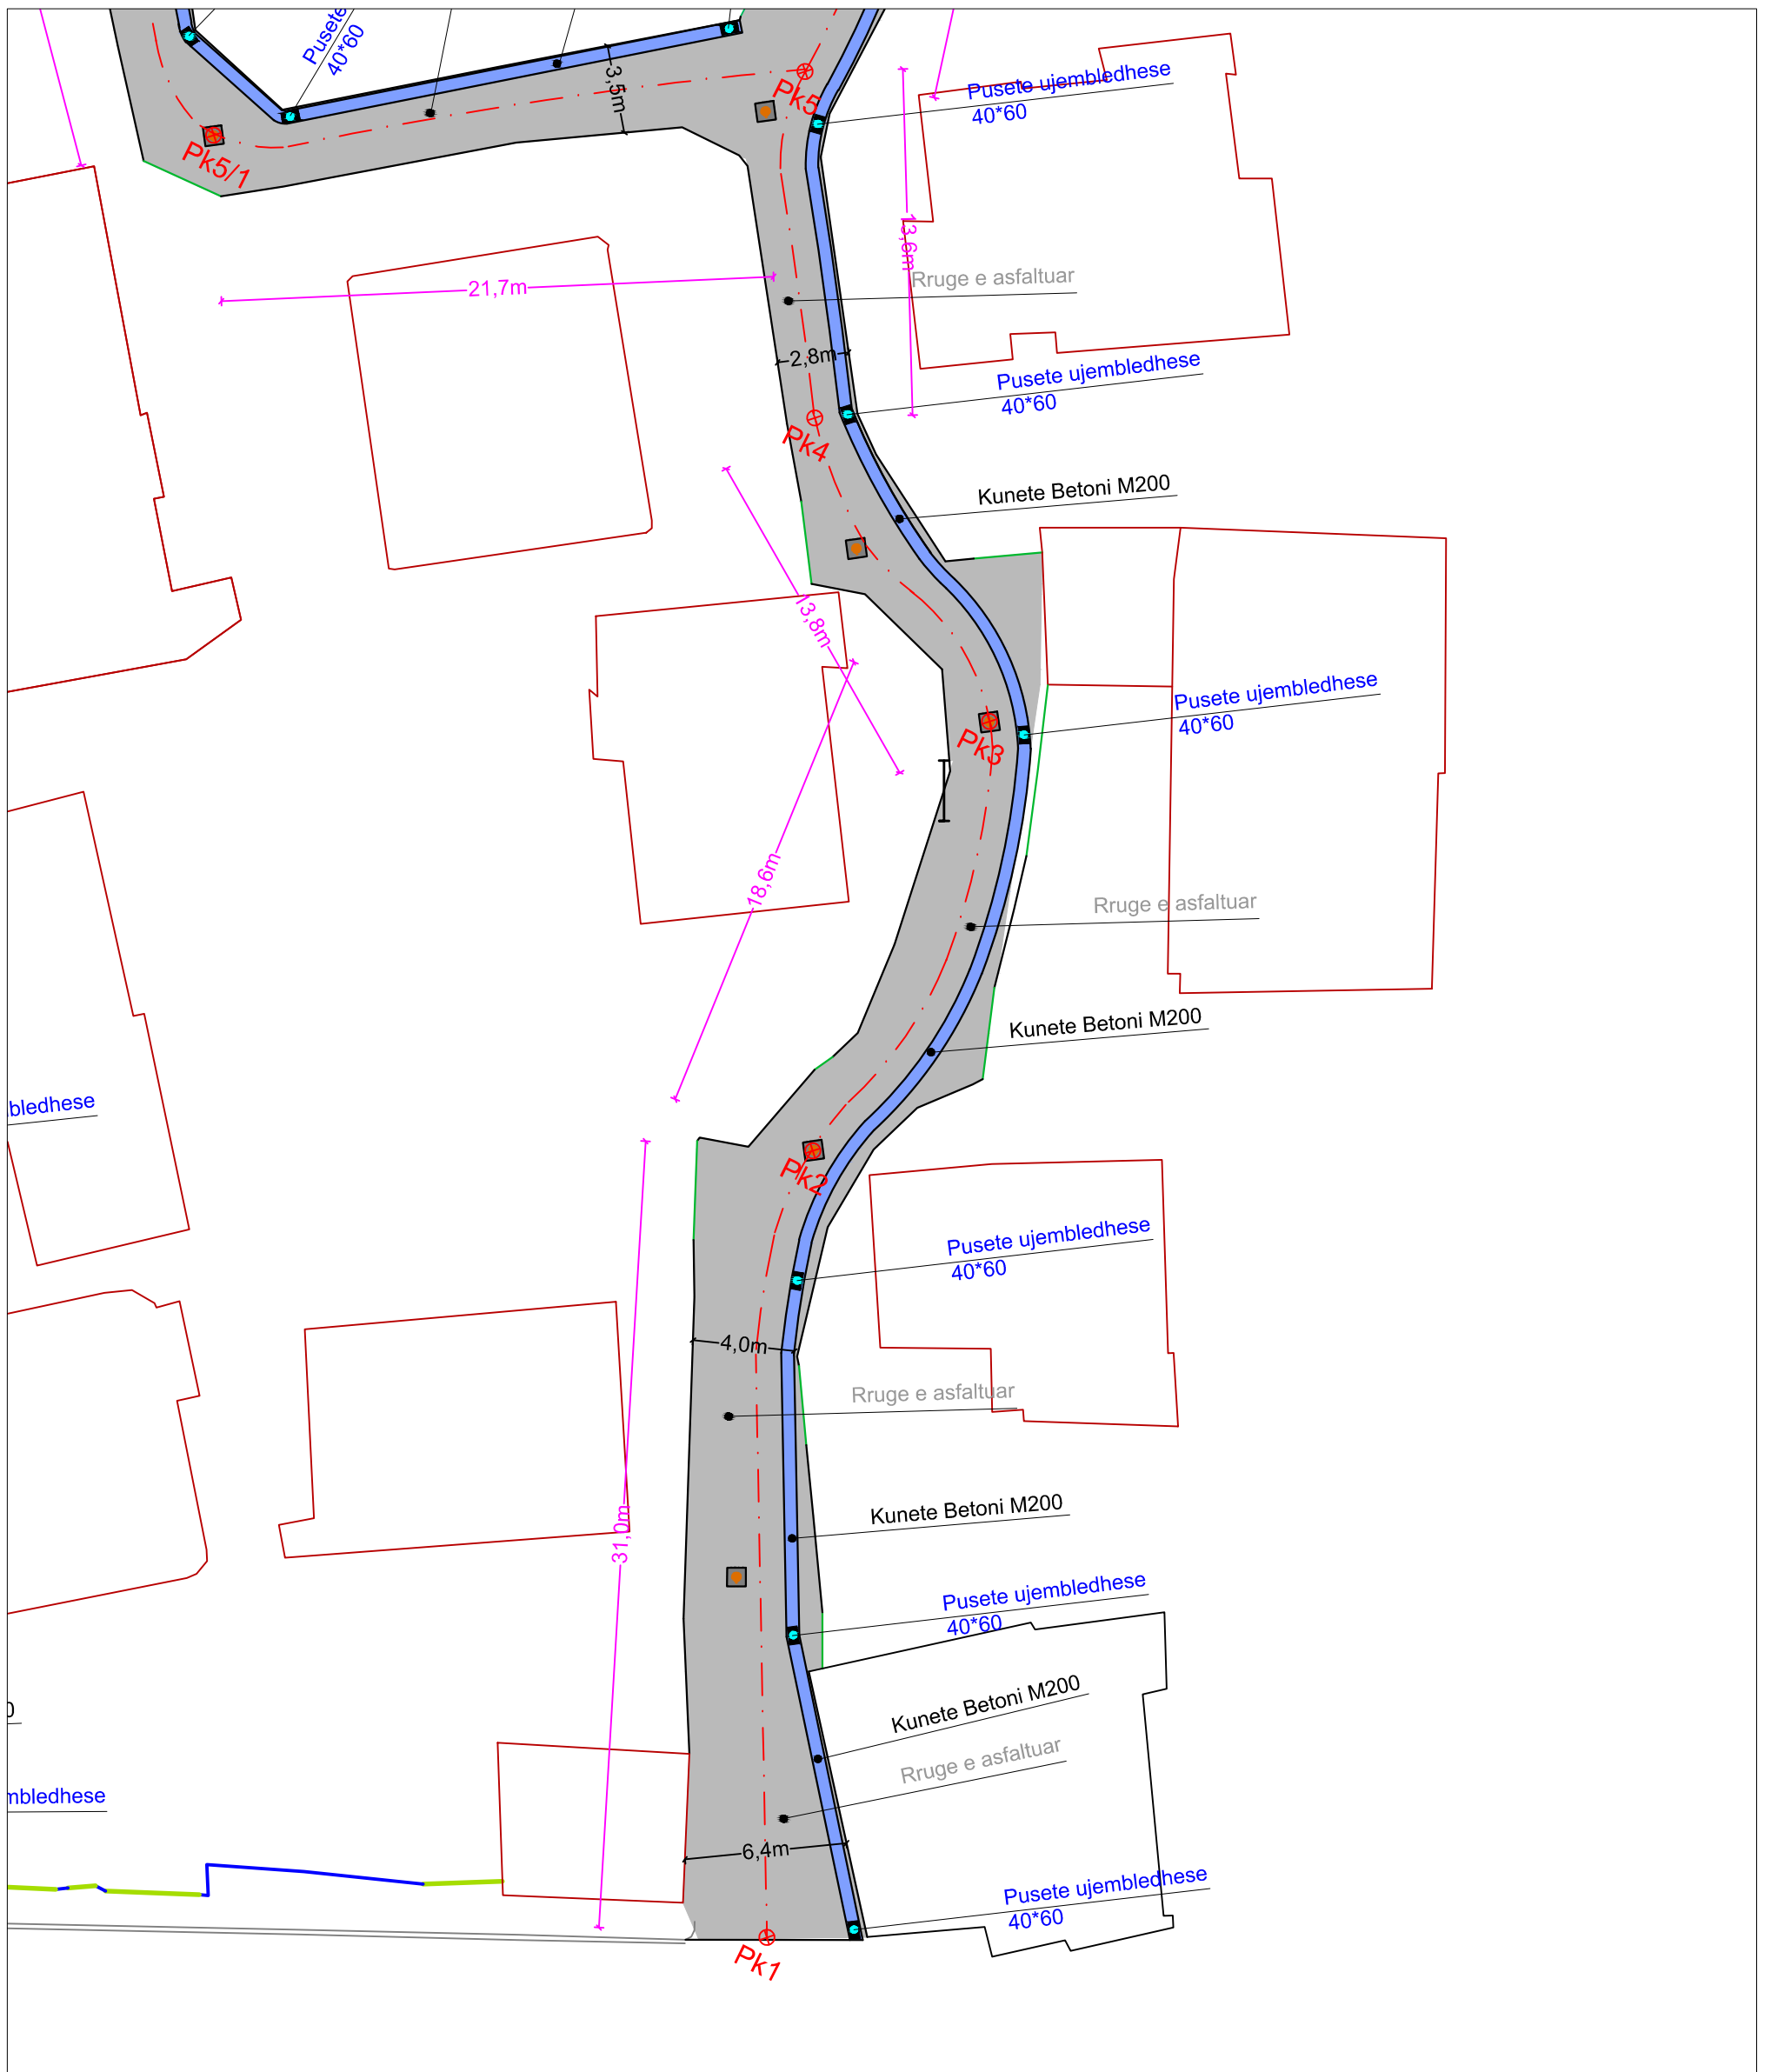 Pusete
40*60
3,5m
Pk5
Pusete ujembledhese
40*60
Pk5/1
13,6m
Rruge e asfaltuar
21,7m
2,8m
Pusete ujembledhese
40*60
Pk4
Kunete Betoni M200
13,8m
Pusete ujembledhese
40*60
Pk3
18,6m
Rruge e asfaltuar
Kunete Betoni M200
bledhese
Pk2
Pusete ujembledhese
40*60
4,0m
Rruge e asfaltuar
Kunete Betoni M200
31,0m
Pusete ujembledhese
40*60
Kunete Betoni M200
0
Rruge e asfaltuar
mbledhese
6,4m
Pusete ujembledhese
40*60
Pk1